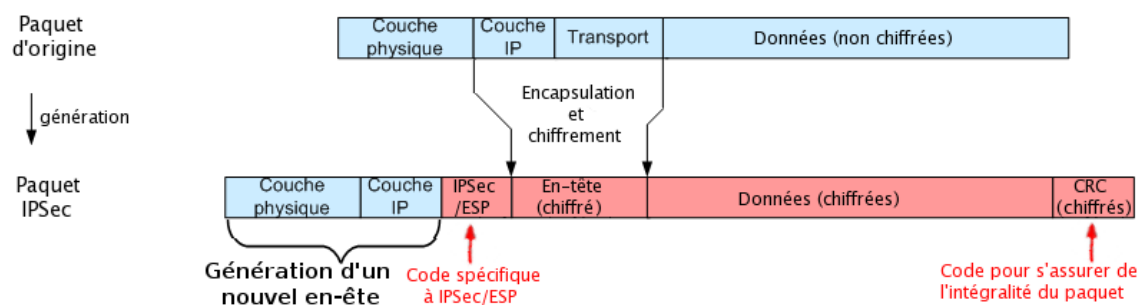 Paquet
d'origine
Couche
physique
Couche
IP
Transport
Données (non chiffrées)
génération
Encapsulation
et
chiffrement
Paquet
IPSec
Couche
physique
Couche
IP
IPSec
/ESP
En-tête
(chiffré)
Données (chiffrées)
CRC
(chiffrés)
Génération d'un
nouvel en-ête
Code spécifique
à IPSec/ESP
Code pour s'assurer de
l'intégralité du paquet